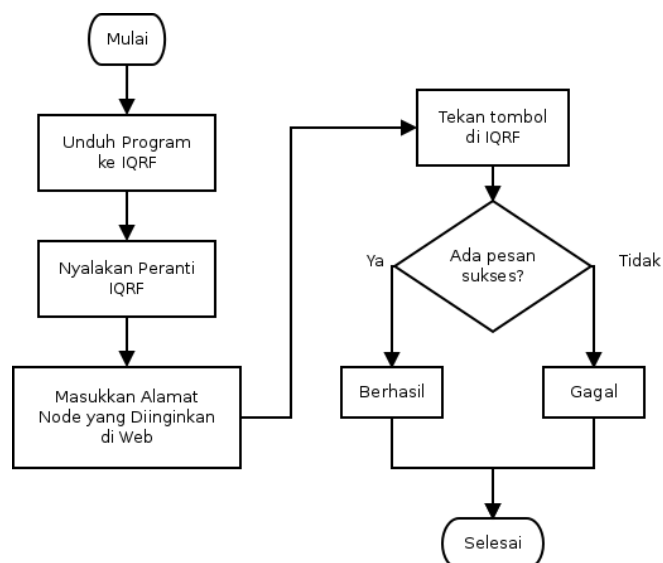 Mulai
Unduh Program
ke IQRF
Nyalakan Peranti
IQRF
Masukkan Alamat
Node yang Diinginkan
di Web
Tekan tombol
di IQRF
Ada pesan
sukses?
Ya
Tidak
Berhasil
Gagal
Selesai